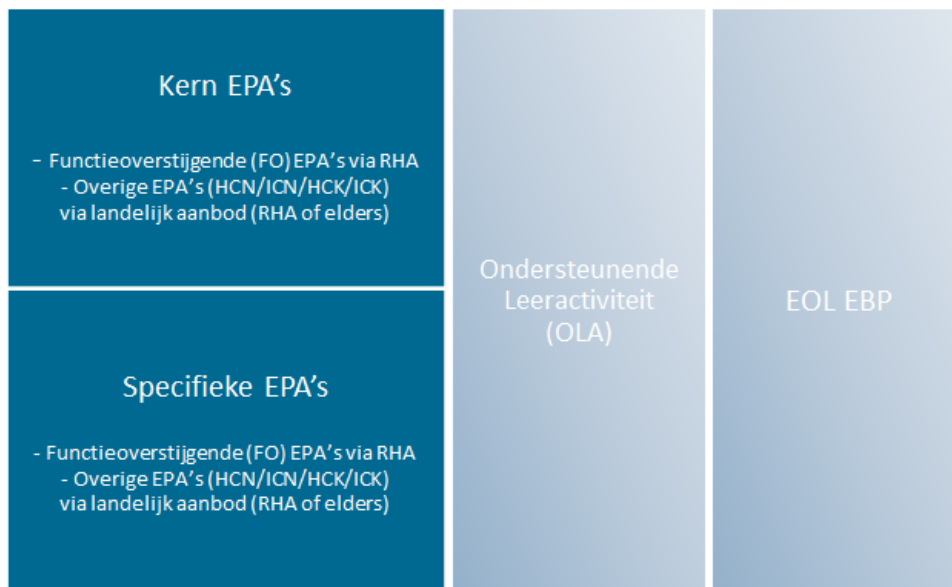 Kern EPA's
- Functieoverstijgende (FO) EPA's via RHA
- Overige EPA's (HCN/ICN/HCK/ICK)
via landelijk aanbod (RHA of elders)
Specifieke EPA's
- Functieoverstijgende (FO) EPA's via RHA
- Overige EPA's (HCN/ICN/HCK/ICK)
via landelijk aanbod (RHA of elders)
Ondersteunende
Leeractiviteit
(OLA)
EOL EBP